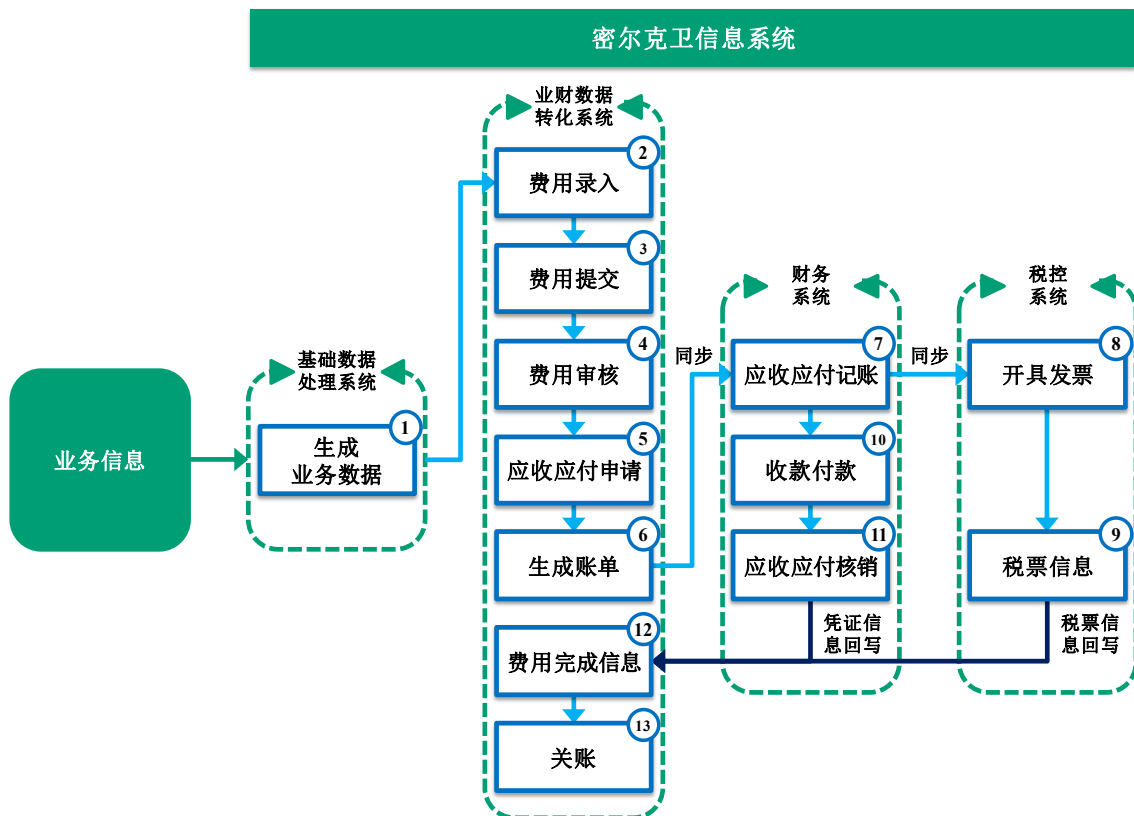 密尔克卫信息系统
业财数据
转化系统
2
费用录入
3
费用提交
4
费用审核
5
应收应付申请
6
生成账单
12
费用完成信息
13
关账
业务信息
基础数据
处理系统
1
生成
业务数据
同步
财务
系统
7
应收应付记账
10
收款付款
11
应收应付核销
凭证信
息回写
同步
税控
系统
8
开具发票
9
税票信息
税票信
息回写